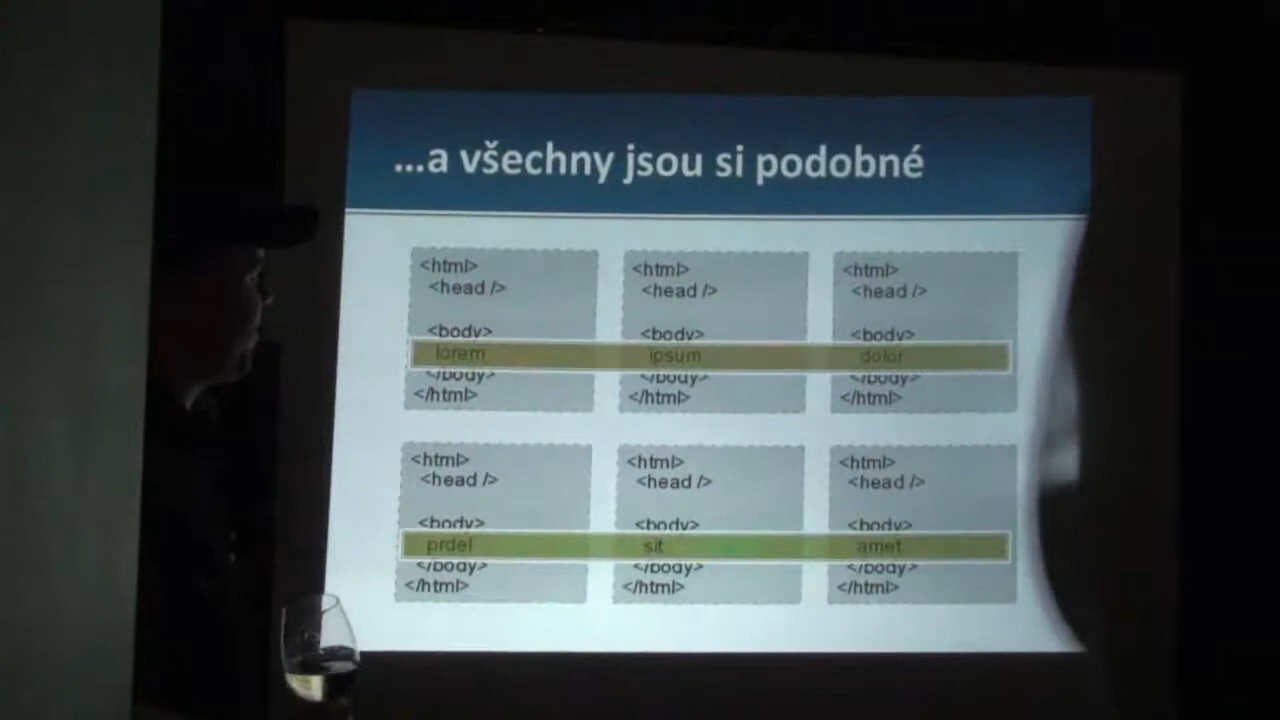 ...a všechny jsou si podobné
<html>
<head />
<body>
lorem
</body>
</html>
<html>
<head />
<body>
ipsum
</body>
</html>
<html>
<head />
<body>
dolor
</body>
</html>
<html>
<head />
<body>
prdel
</body>
</html>
<html>
<head />
<body>
sit
</body>
</html>
<html>
<head />
<body>
amet
</body>
</html>